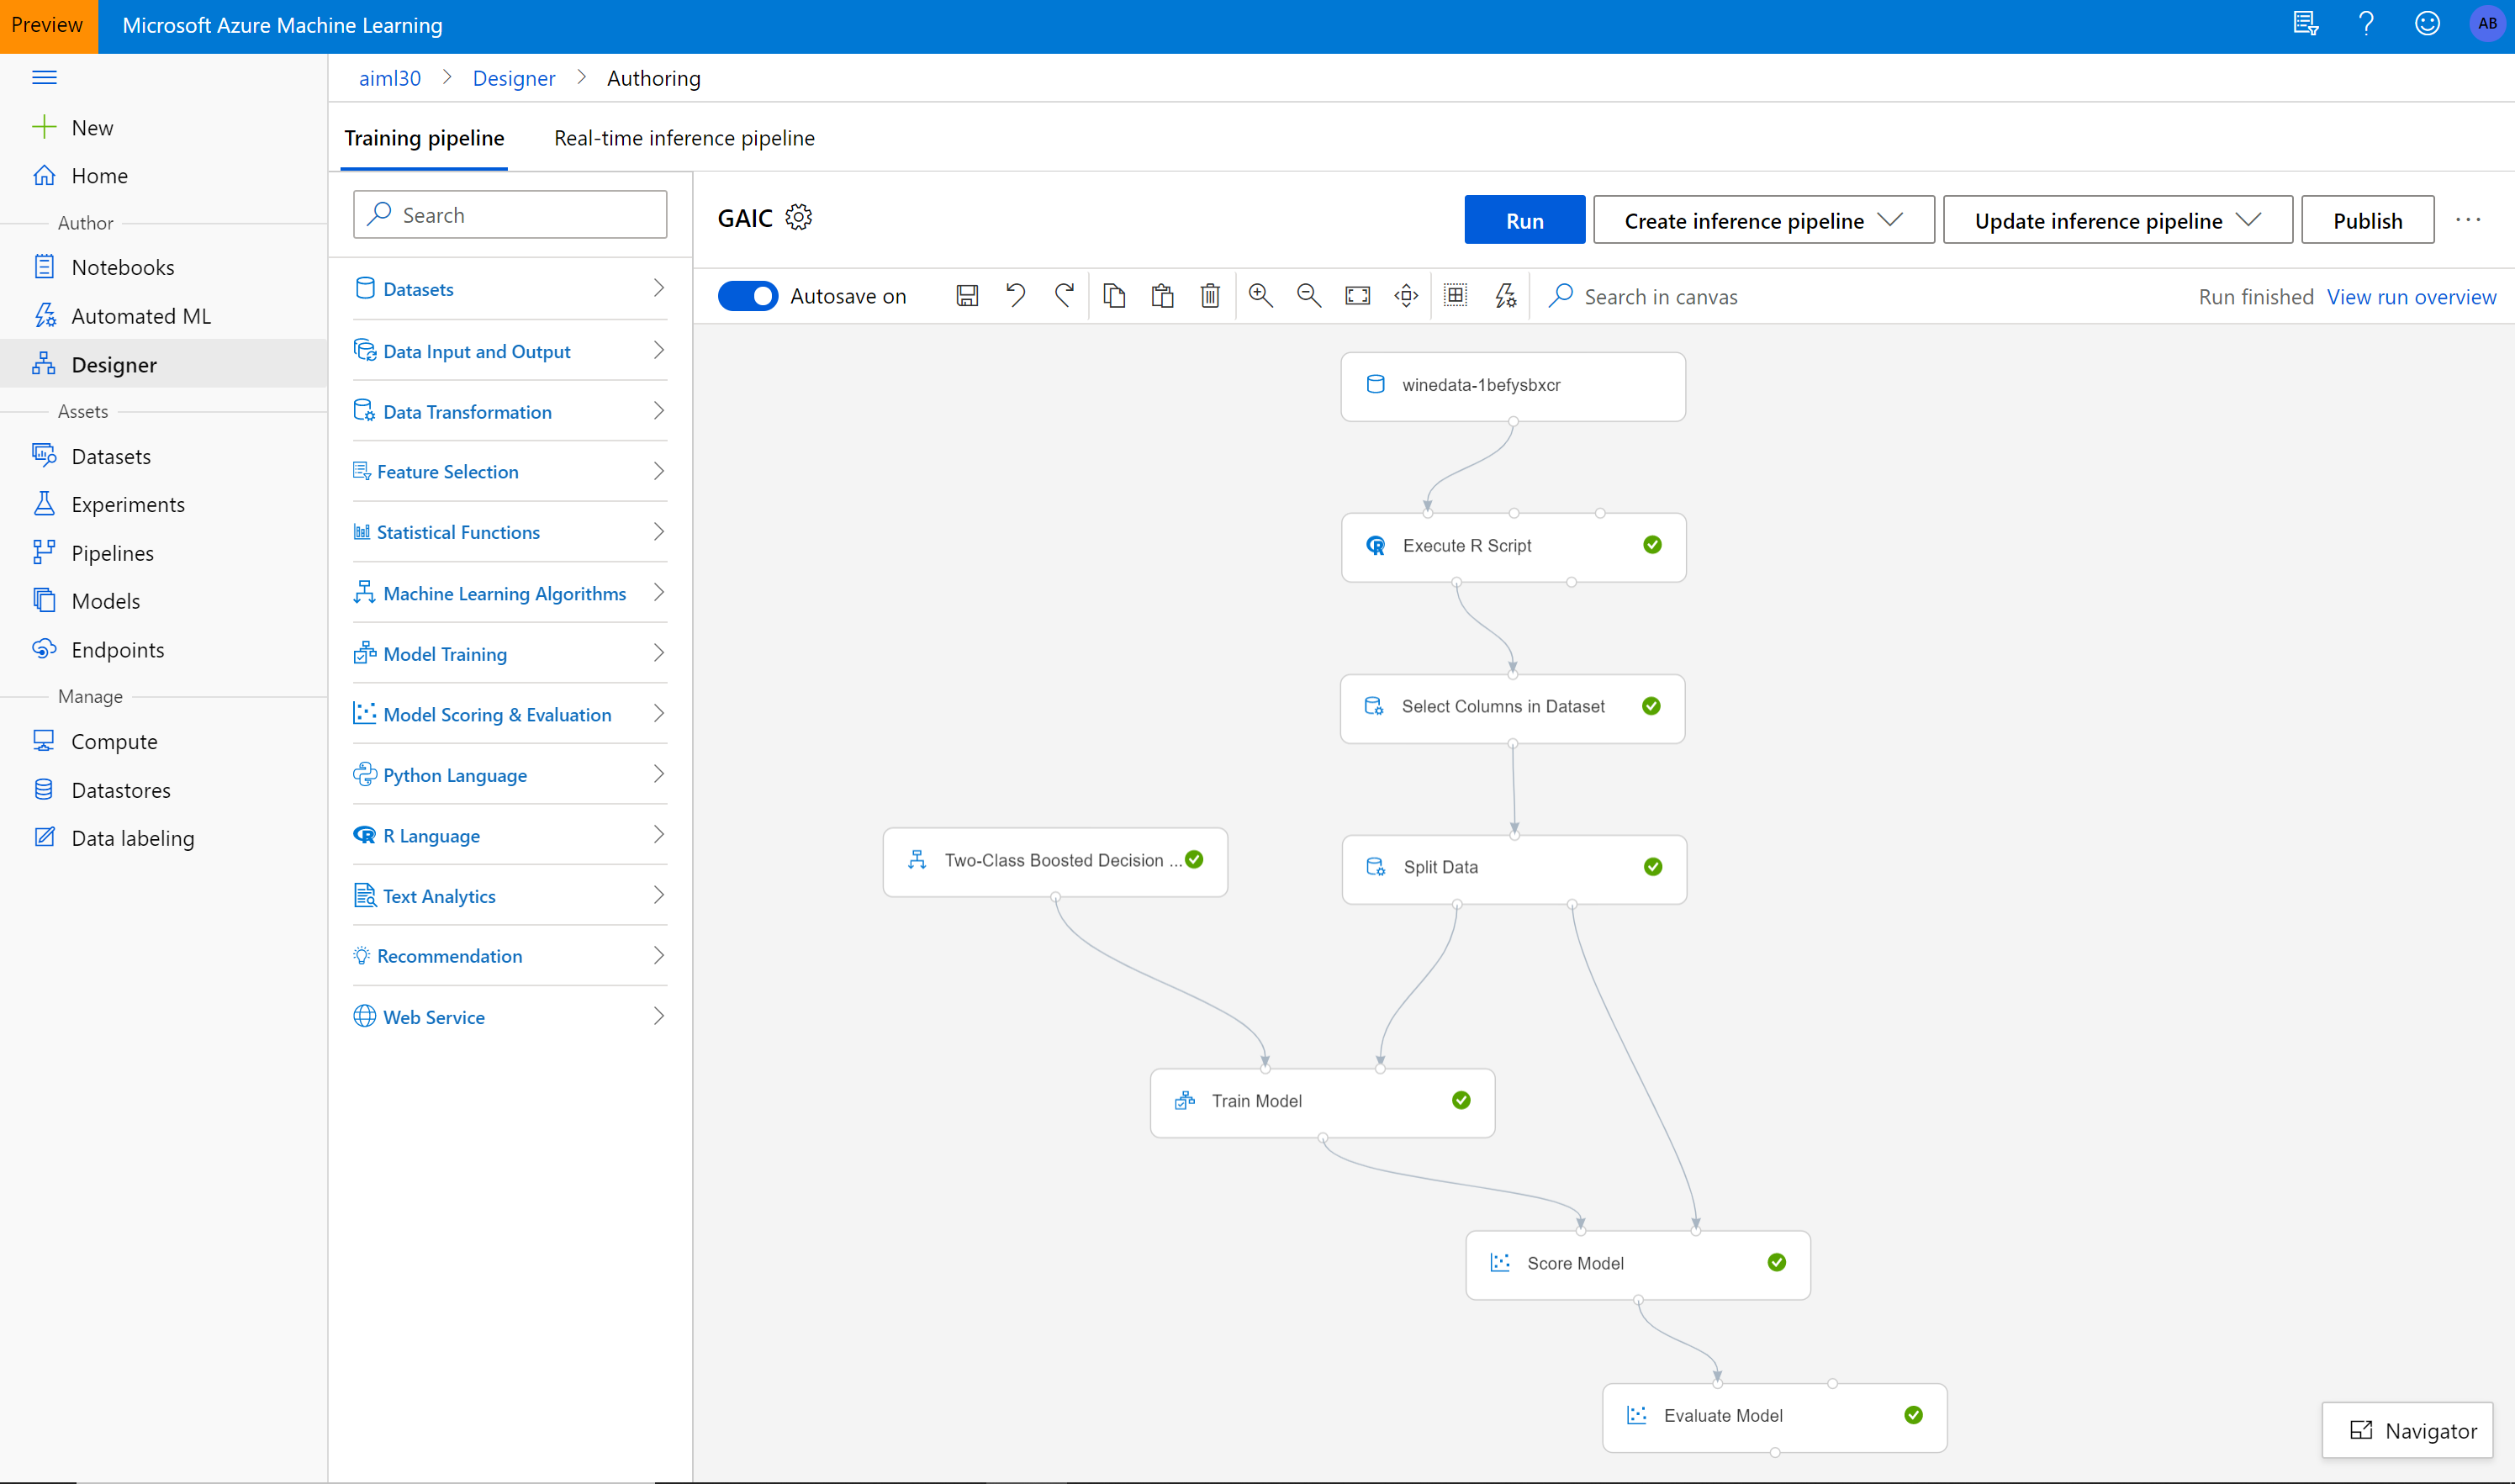 Preview
Microsoft Azure Machine Learning
AB
aiml30 > Designer > Authoring
New
Home
Author
Notebooks
Automated ML
Designer
Assets
Datasets
Experiments
Pipelines
Models
Endpoints
Manage
Compute
Datastores
Data labeling
Training pipeline
Real-time inference pipeline
Search
Datasets
Data Input and Output
Data Transformation
Feature Selection
Statistical Functions
Machine Learning Algorithms
Model Training
Model Scoring & Evaluation
Python Language
R Language
Text Analytics
Recommendation
Web Service
GAIC
Run
Create inference pipeline
Update inference pipeline
Publish
...
Autosave on
Search in canvas
Run finished View run overview
winedata-1befysbxcr
Execute R Script
Select Columns in Dataset
Two-Class Boosted Decision ...
Split Data
Train Model
Score Model
Evaluate Model
Navigator